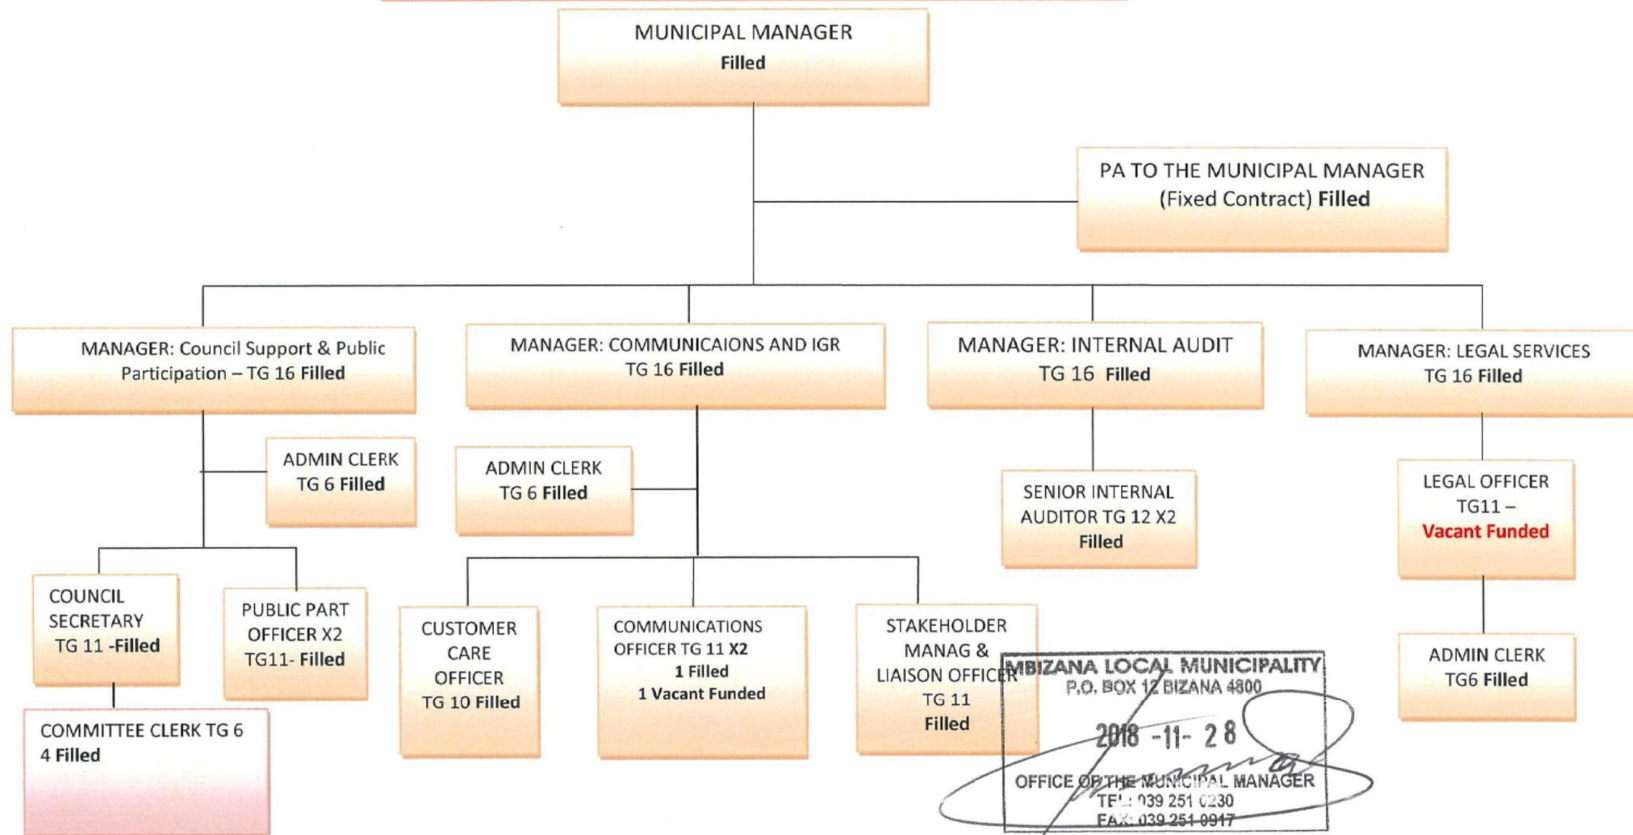 MUNICIPAL MANAGER
Filled
PA TO THE MUNICIPAL MANAGER
(Fixed Contract) Filled
MANAGER: Council Support & Public
Participation – TG 16 Filled
MANAGER: COMMUNICAIONS AND IGR
TG 16 Filled
MANAGER: INTERNAL AUDIT
TG 16 Filled
MANAGER: LEGAL SERVICES
TG 16 Filled
ADMIN CLERK
TG 6 Filled
ADMIN CLERK
TG 6 Filled
SENIOR INTERNAL
AUDITOR TG 12 X2
Filled
LEGAL OFFICER
TG11 –
Vacant Funded
COUNCIL
SECRETARY
TG 11 -Filled
PUBLIC PART
OFFICER X2
TG11- Filled
CUSTOMER
CARE
OFFICER
TG 10 Filled
COMMUNICATIONS
OFFICER TG 11 X2
1 Filled
1 Vacant Funded
STAKEHOLDER
MANAG &
LIAISON OFFICER
TG 11
Filled
ADMIN CLERK
TG6 Filled
COMMITTEE CLERK TG 6
4 Filled
MBIZANA LOCAL MUNICIPALITY
P.O. BOX 12 BIZANA 4800
2018 -11- 28
OFFICE OF THE MUNICIPAL MANAGER
TEL: 039 251 0230
FAX: 039 251 0917